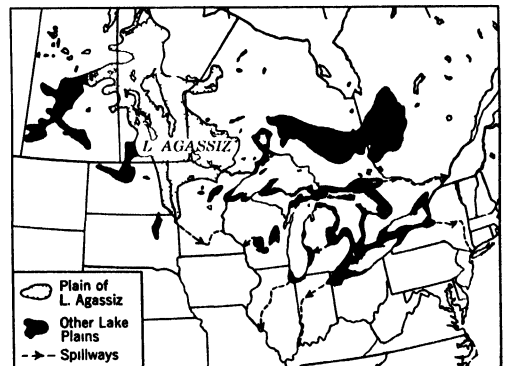 L. AGASSIZ
Plain of
L. Agassiz
Other Lake
Plains
Spillways